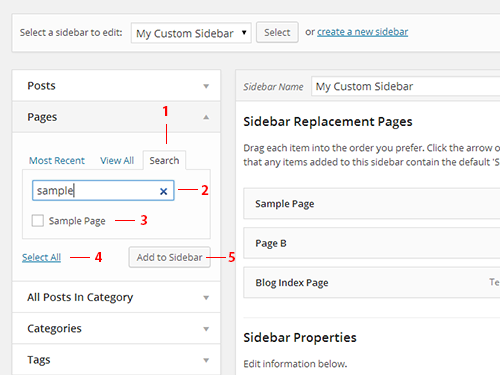 Select a sidebar to edit: My Custom Sidebar Select or create a new sidebar
Posts
Pages
1
Most Recent View All Search
sample 2
Sample Page 3
Select All 4 Add to Sidebar 5
All Posts In Category
Categories
Tags
Sidebar Name My Custom Sidebar
Sidebar Replacement Pages
Drag each item into the order you prefer. Click the arrow o
that any items added to this sidebar contain the default 'S
Sample Page
Page B
Blog Index Page Te
Sidebar Properties
Edit information below.